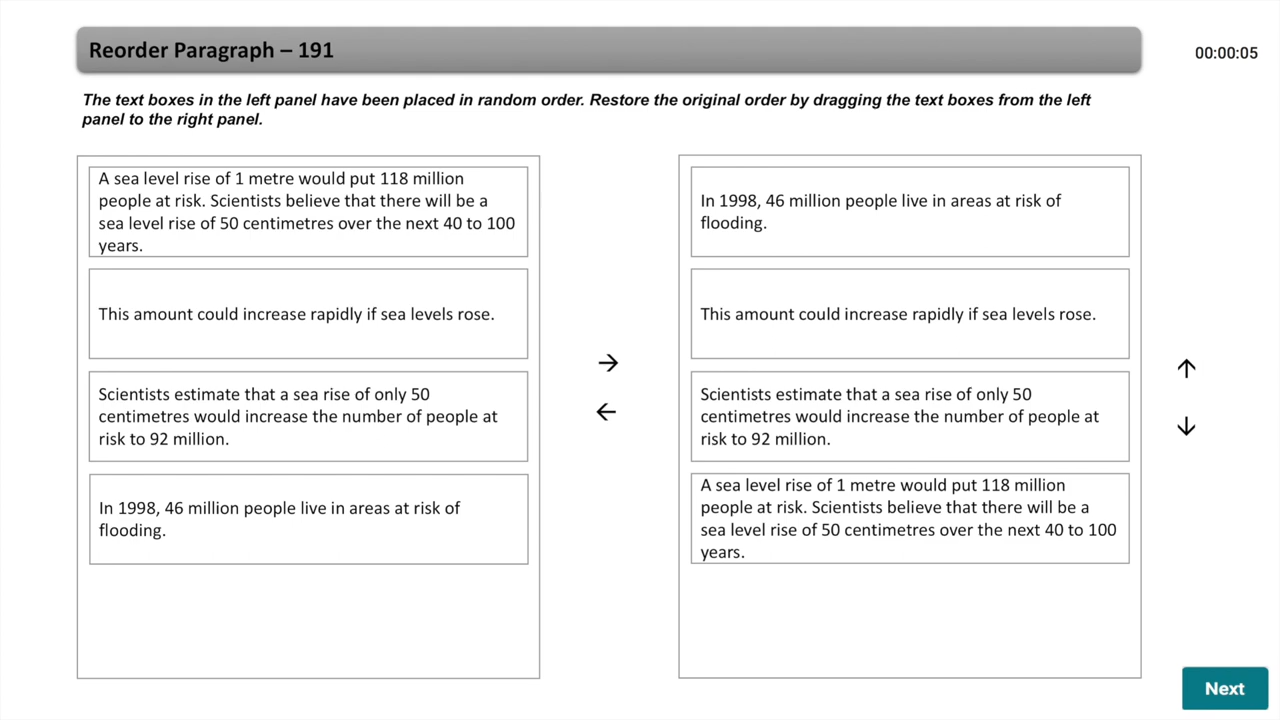 Reorder Paragraph – 191
00:00:05
The text boxes in the left panel have been placed in random order. Restore the original order by dragging the text boxes from the left
panel to the right panel.
A sea level rise of 1 metre would put 118 million
people at risk. Scientists believe that there will be a
sea level rise of 50 centimetres over the next 40 to 100
years.
This amount could increase rapidly if sea levels rose.
Scientists estimate that a sea rise of only 50
centimetres would increase the number of people at
risk to 92 million.
In 1998, 46 million people live in areas at risk of
flooding.
In 1998, 46 million people live in areas at risk of
flooding.
This amount could increase rapidly if sea levels rose.
Scientists estimate that a sea rise of only 50
centimetres would increase the number of people at
risk to 92 million.
A sea level rise of 1 metre would put 118 million
people at risk. Scientists believe that there will be a
sea level rise of 50 centimetres over the next 40 to 100
years.
Next